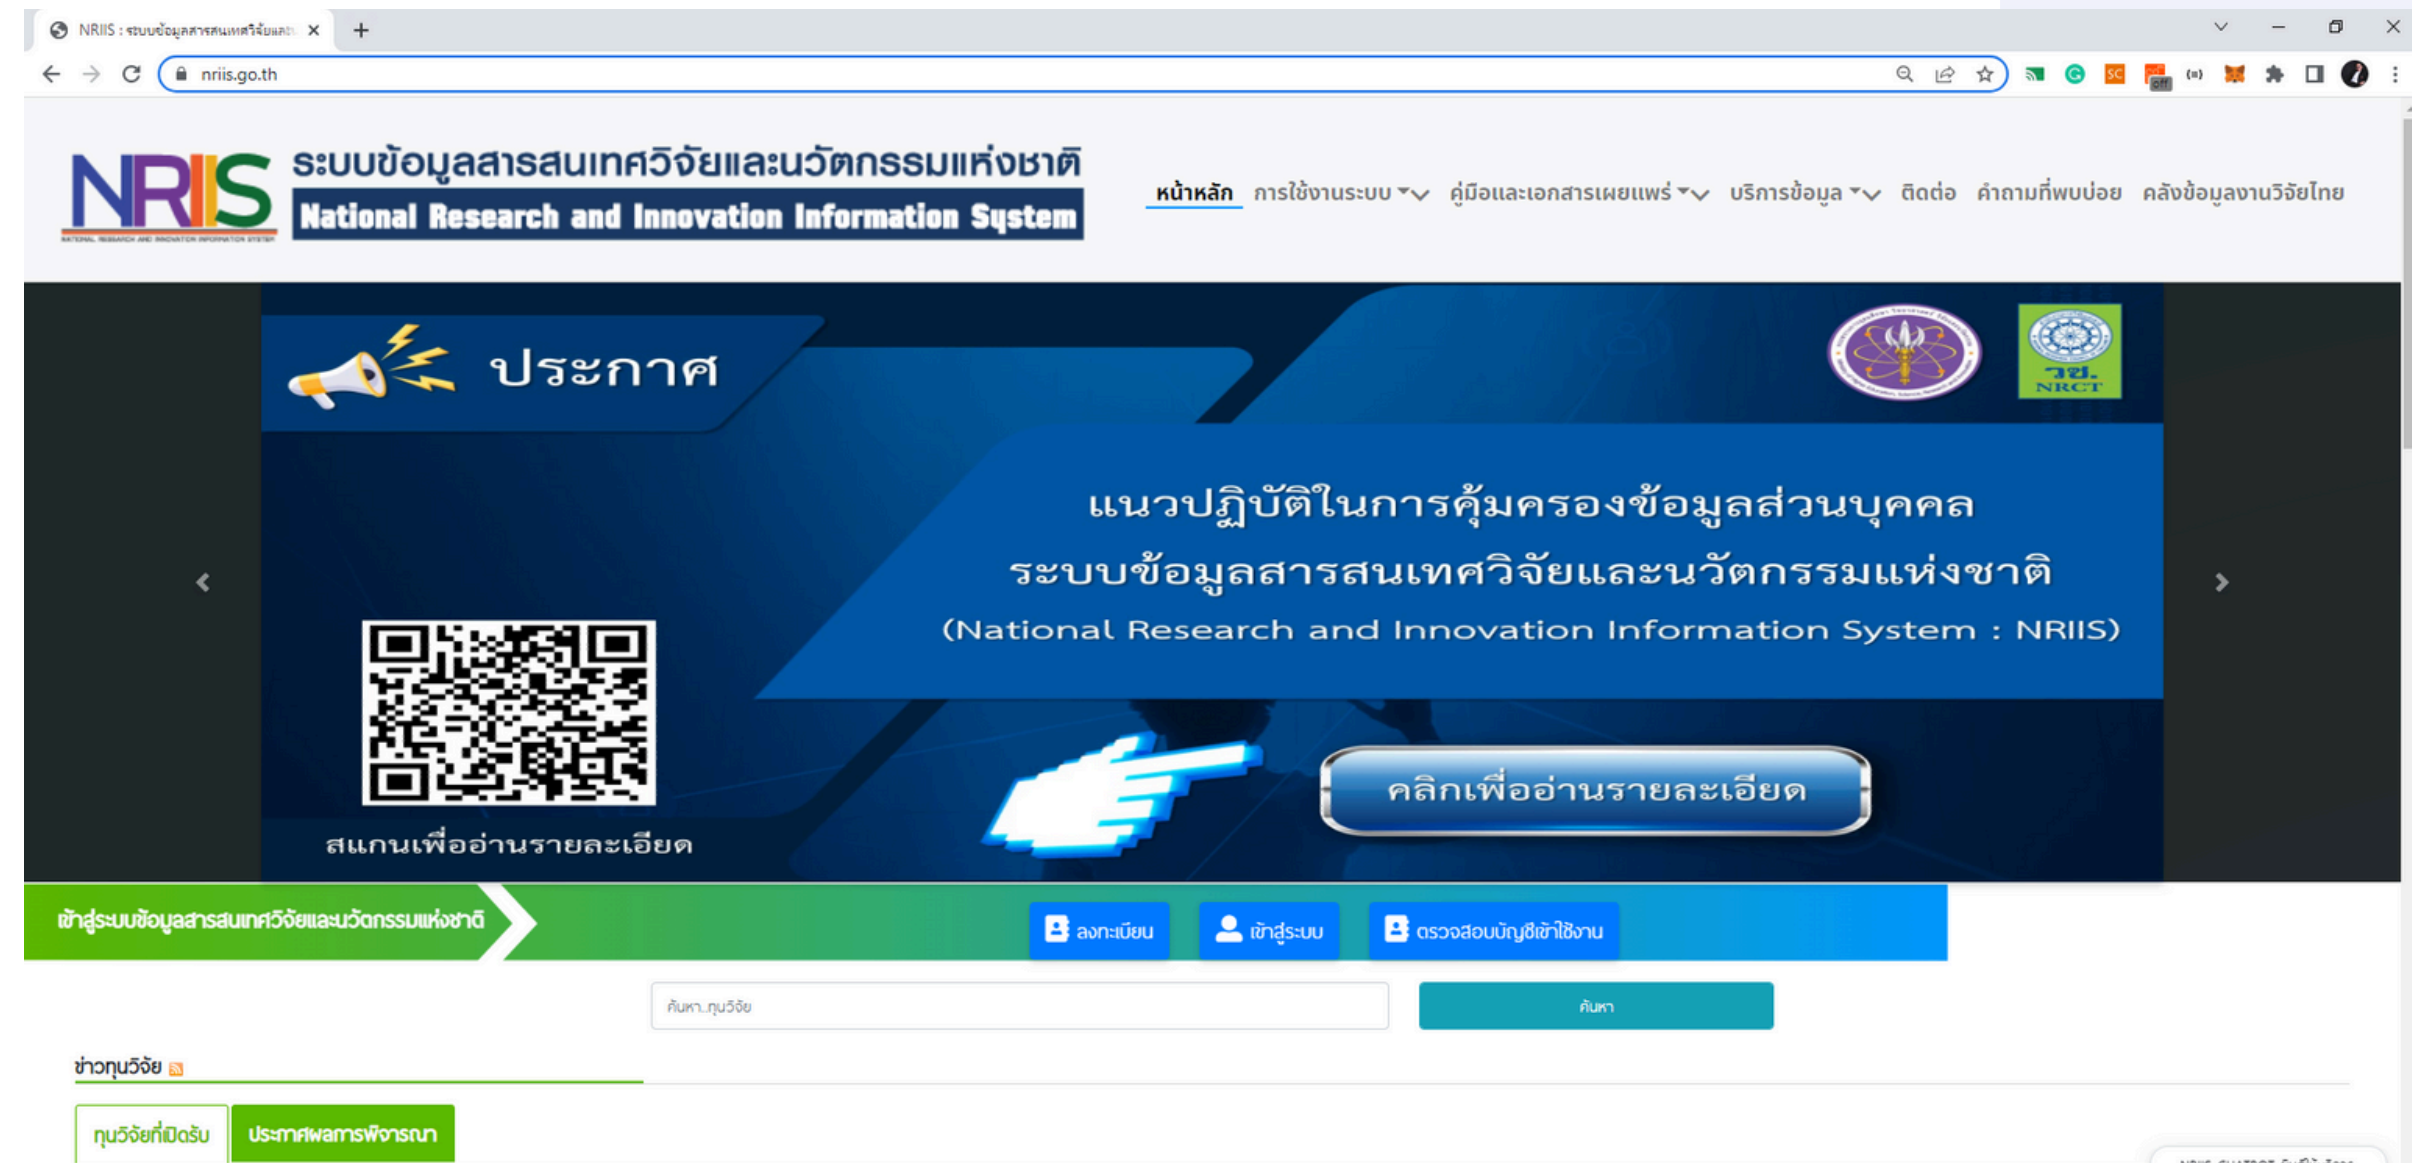 NRIIS : ระบบข้อมูลสารสนเทศวิจัยและ
nriis.go.th
off
NRIIS
NATIONAL RESEARCH AND INNOVATION INFORMATION SYSTEM
ระบบข้อมูลสารสนเทศวิจัยและนวัตกรรมแห่งชาติ
National Research and Innovation Information System
หน้าหลัก การใช้งานระบบ คู่มือและเอกสารเผยแพร่ บริการข้อมูล ติดต่อ คำถามที่พบบ่อย คลังข้อมูลงานวิจัยไทย
ประกาศ
วช.
NRCT
แนวปฏิบัติในการคุ้มครองข้อมูลส่วนบุคคล
ระบบข้อมูลสารสนเทศวิจัยและนวัตกรรมแห่งชาติ
(National Research and Innovation Information System : NRIIS)
คลิกเพื่ออ่านรายละเอียด
สแกนเพื่ออ่านรายละเอียด
เข้าสู่ระบบข้อมูลสารสนเทศวิจัยและนวัตกรรมแห่งชาติ
ลงทะเบียน เข้าสู่ระบบ ตรวจสอบบัญชีเข้าใช้งาน
ค้นหา..ทุนวิจัย ค้นหา
ข่าวทุนวิจัย
ทุนวิจัยที่เปิดรับ ประกาศผลการพิจารณา